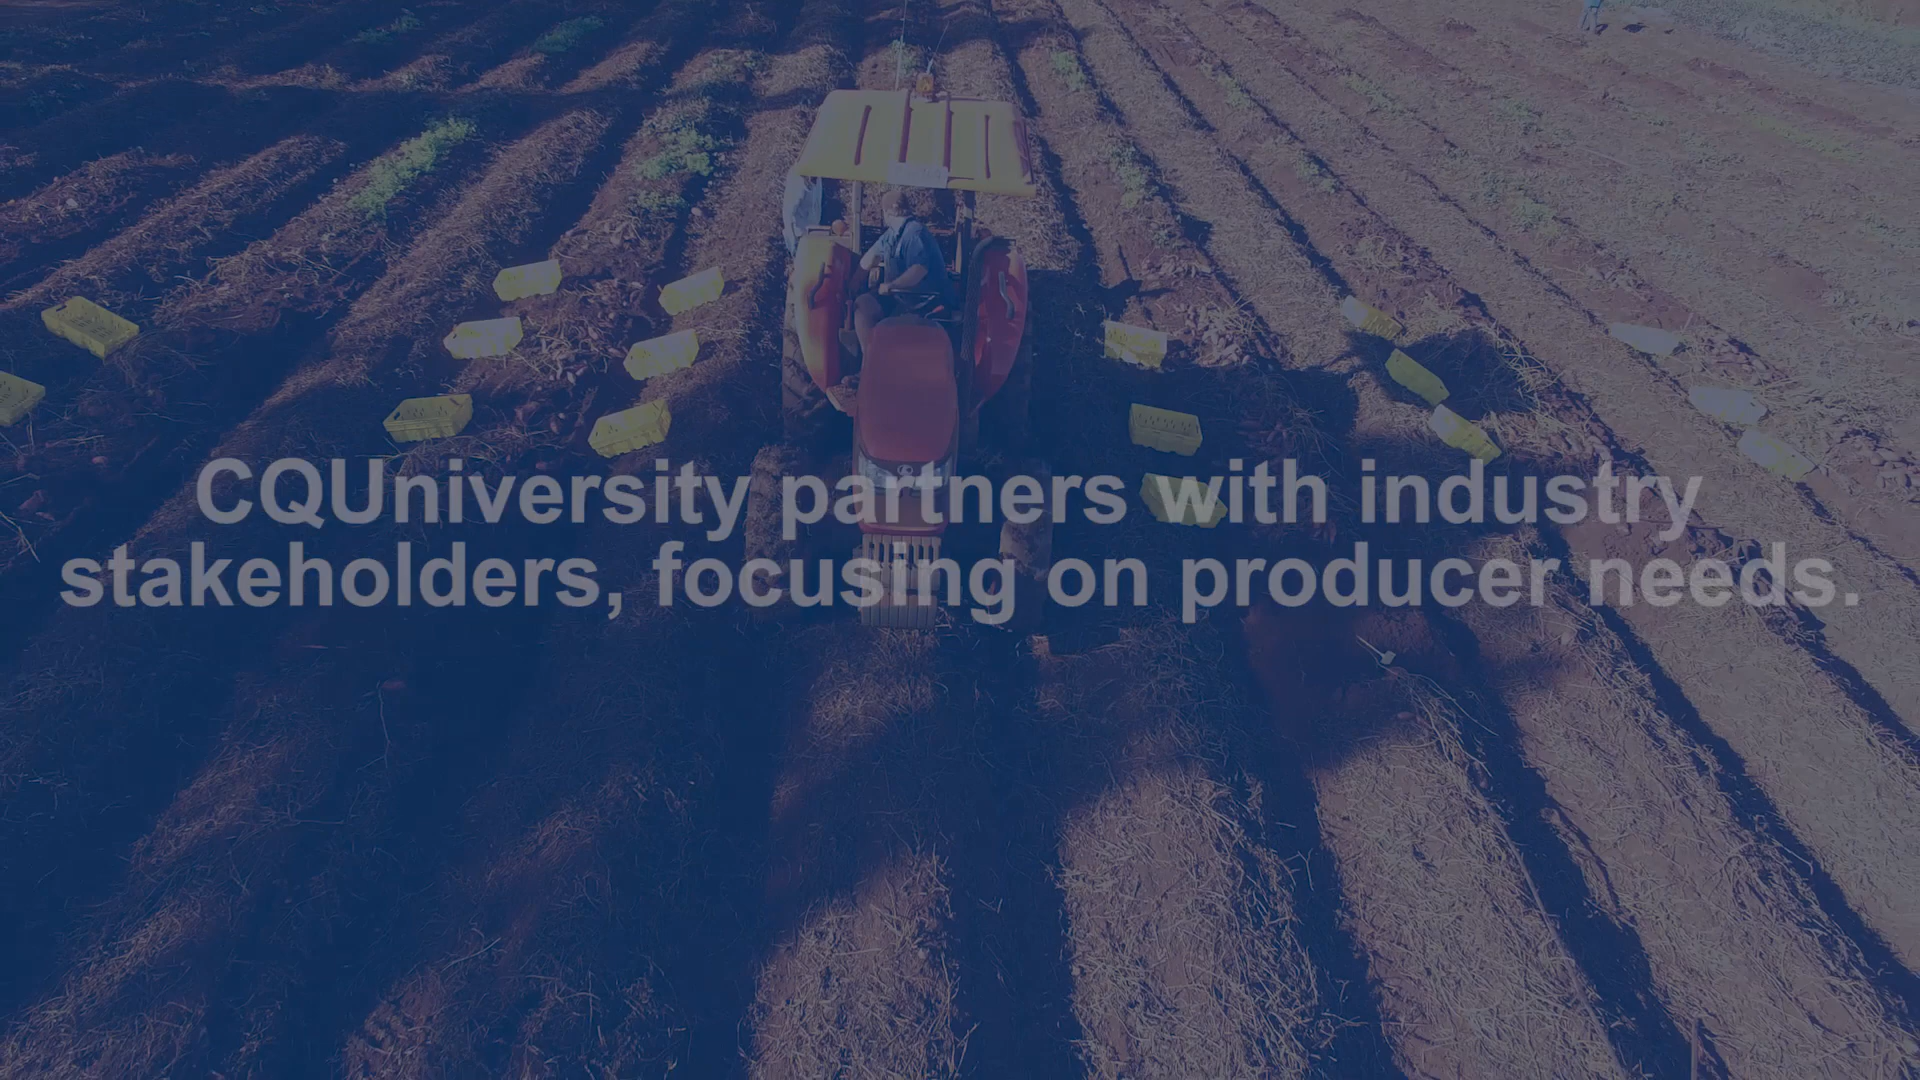 CQUniversity partners with industry
stakeholders, focusing on producer needs.